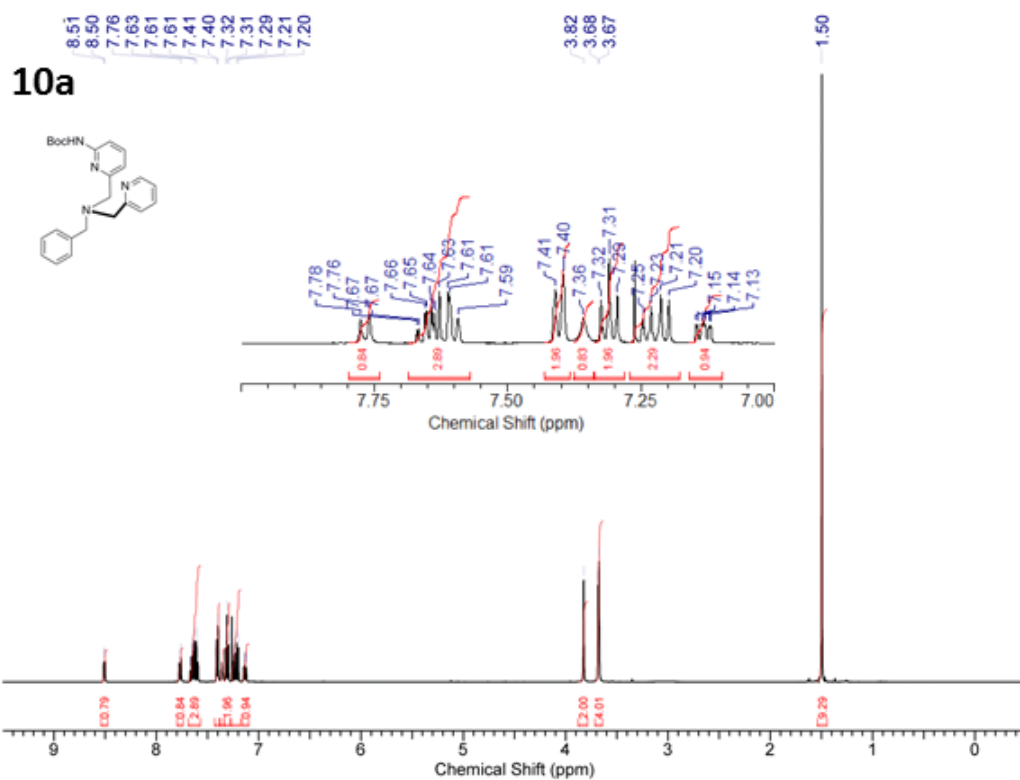 8.51 8.50 7.76 7.63 7.61 7.61 7.41 7.40 7.32 7.31 7.29 7.21 7.20 3.82 3.68 3.67 1.50
10a
BocHN
N
N
N
7.78 7.76 7.67 7.67 7.66 7.65 7.64 7.63 7.61 7.61 7.59 7.41 7.40 7.36 7.32 7.31 7.29 7.25 7.23 7.21 7.20 7.15 7.14 7.13
0.84 2.89 1.96 0.83 1.96 2.29 0.94
7.75 7.50 7.25 7.00
Chemical Shift (ppm)
0.79 0.84 2.89 1.96 0.94 2.00 4.01 9.29
9 8 7 6 5 4 3 2 1 0
Chemical Shift (ppm)